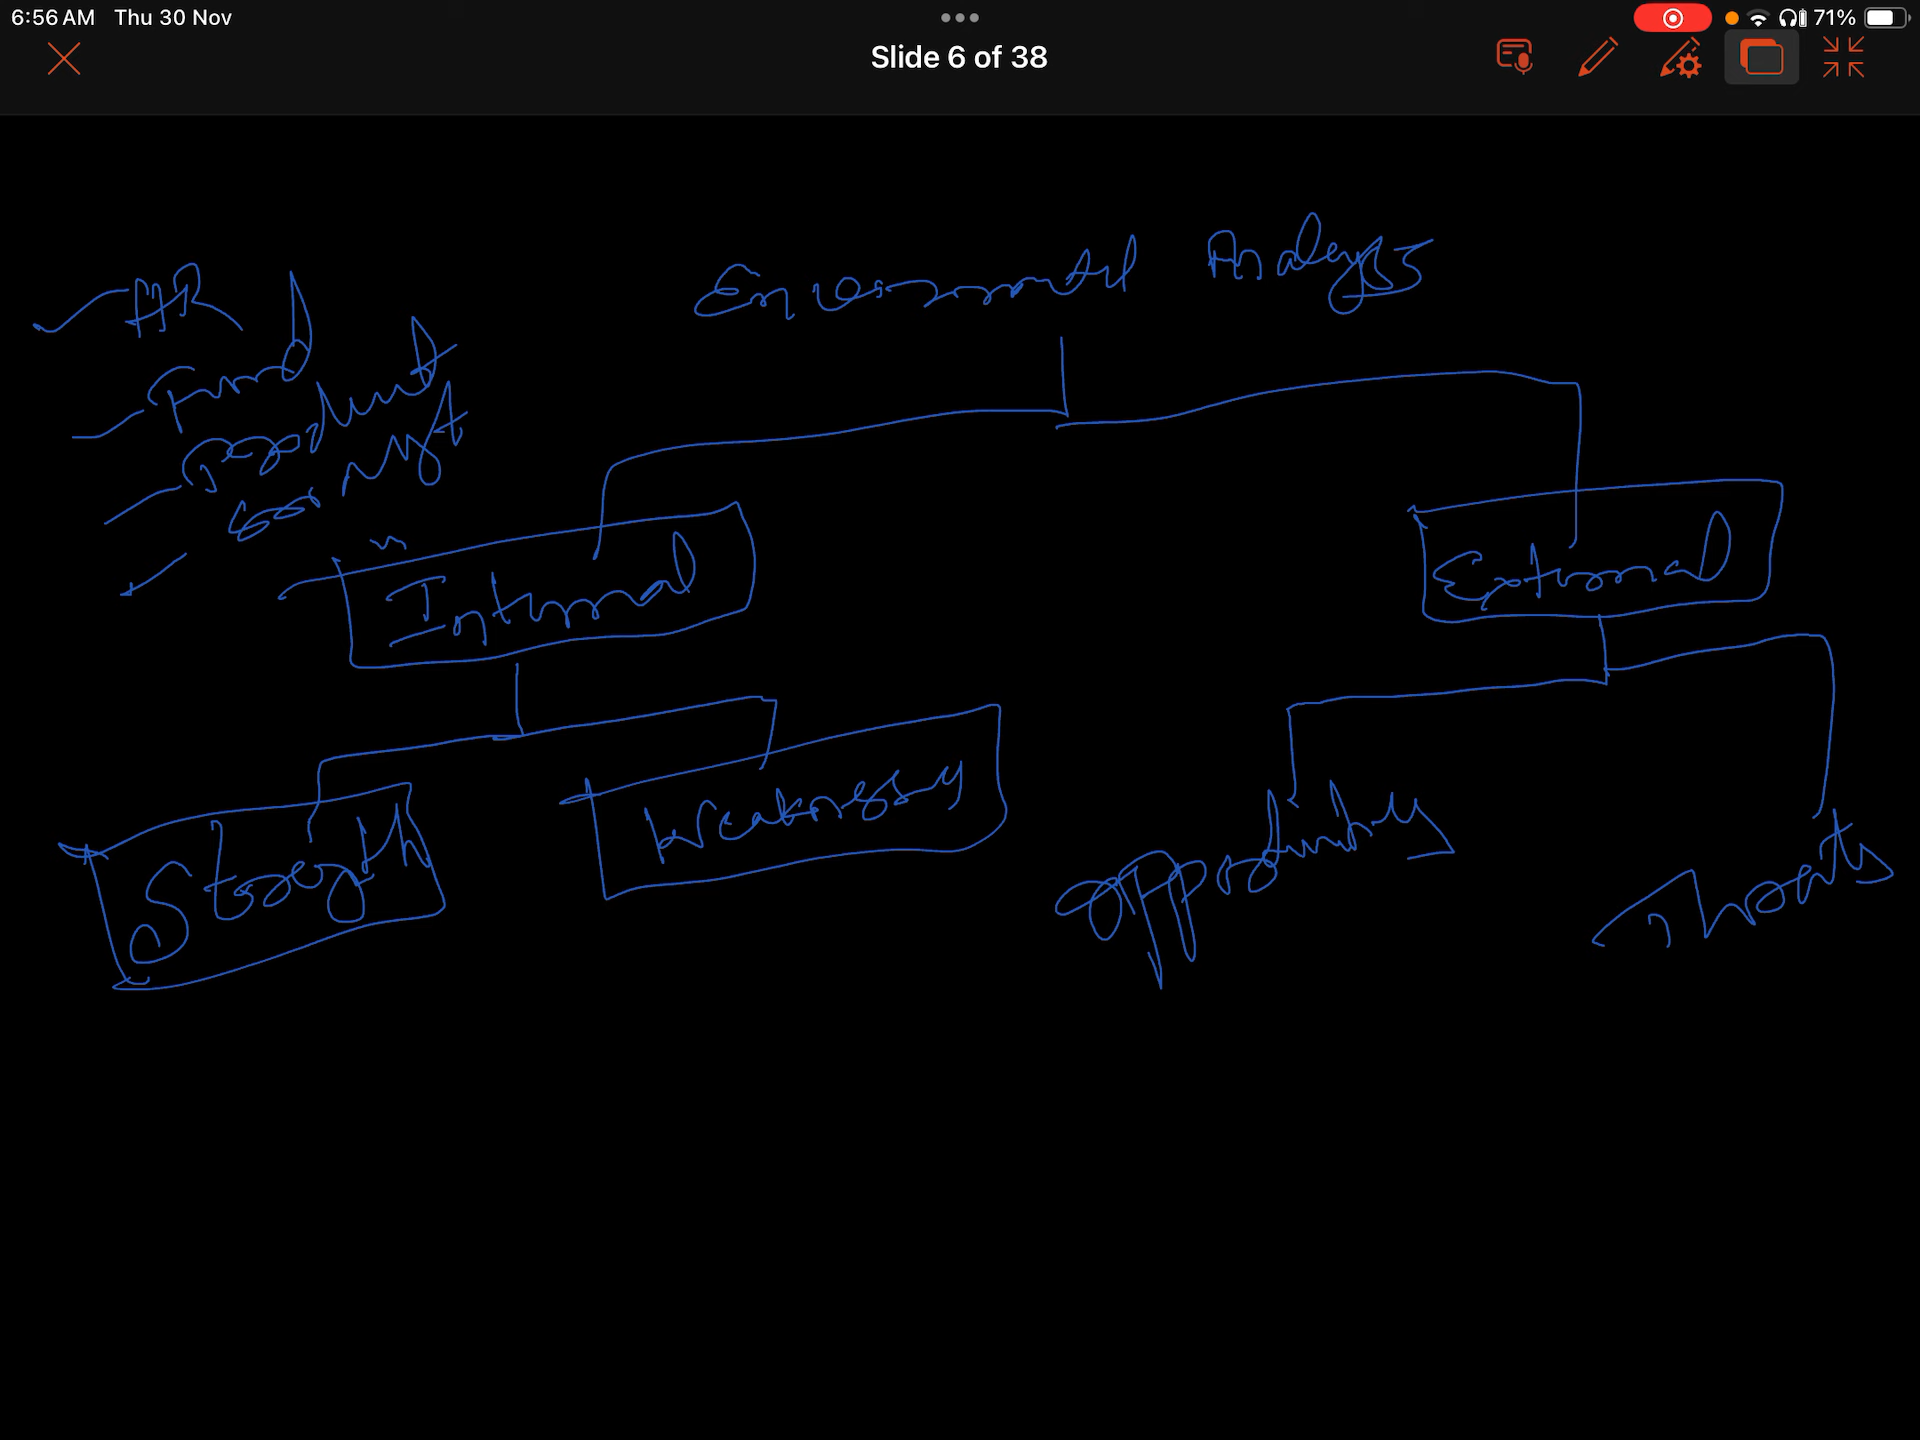 6:56 AM Thu 30 Nov
71%
Slide 6 of 38
Environmental Analysis
HR
Fund
Product
Mgt
Internal
External
Strength
Weakness
Opportunity
Threats